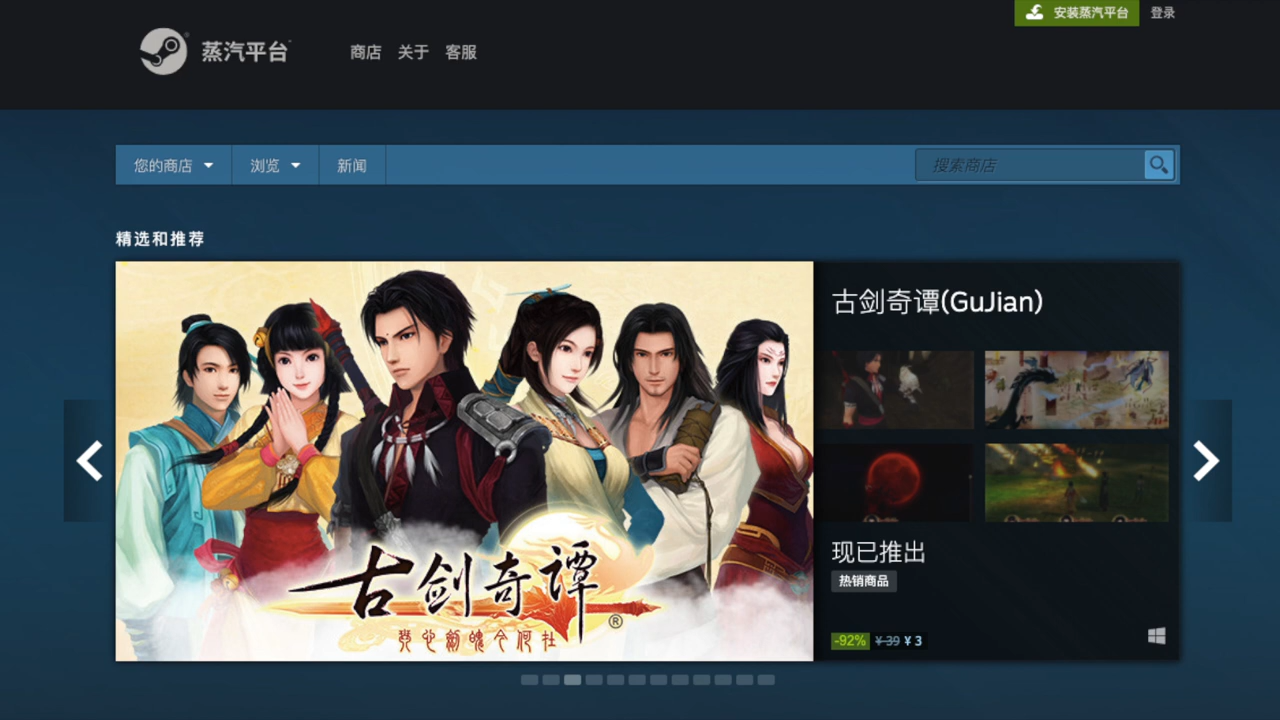 安装蒸汽平台 登录
蒸汽平台
商店 关于 客服
您的商店 浏览 新闻 搜索商店
精选和推荐
古剑奇谭(GuJian)
现已推出
热销商品
-92% ¥ 39 ¥ 3
古剑奇谭
®